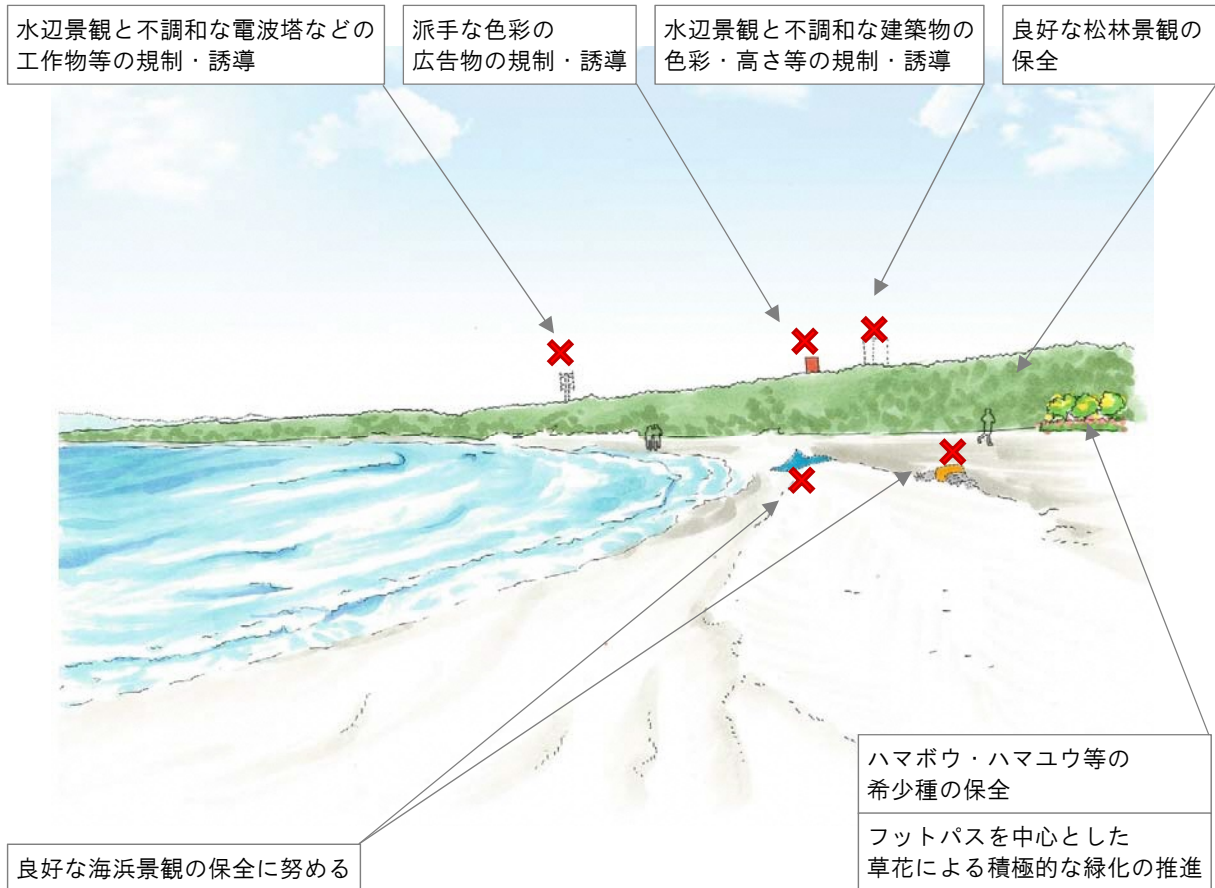 水辺景観と不調和な電波塔などの
工作物等の規制・誘導
派手な色彩の
広告物の規制・誘導
水辺景観と不調和な建築物の
色彩・高さ等の規制・誘導
良好な松林景観の
保全
ハマボウ・ハマユウ等の
希少種の保全
フットパスを中心とした
草花による積極的な緑化の推進
良好な海浜景観の保全に努める